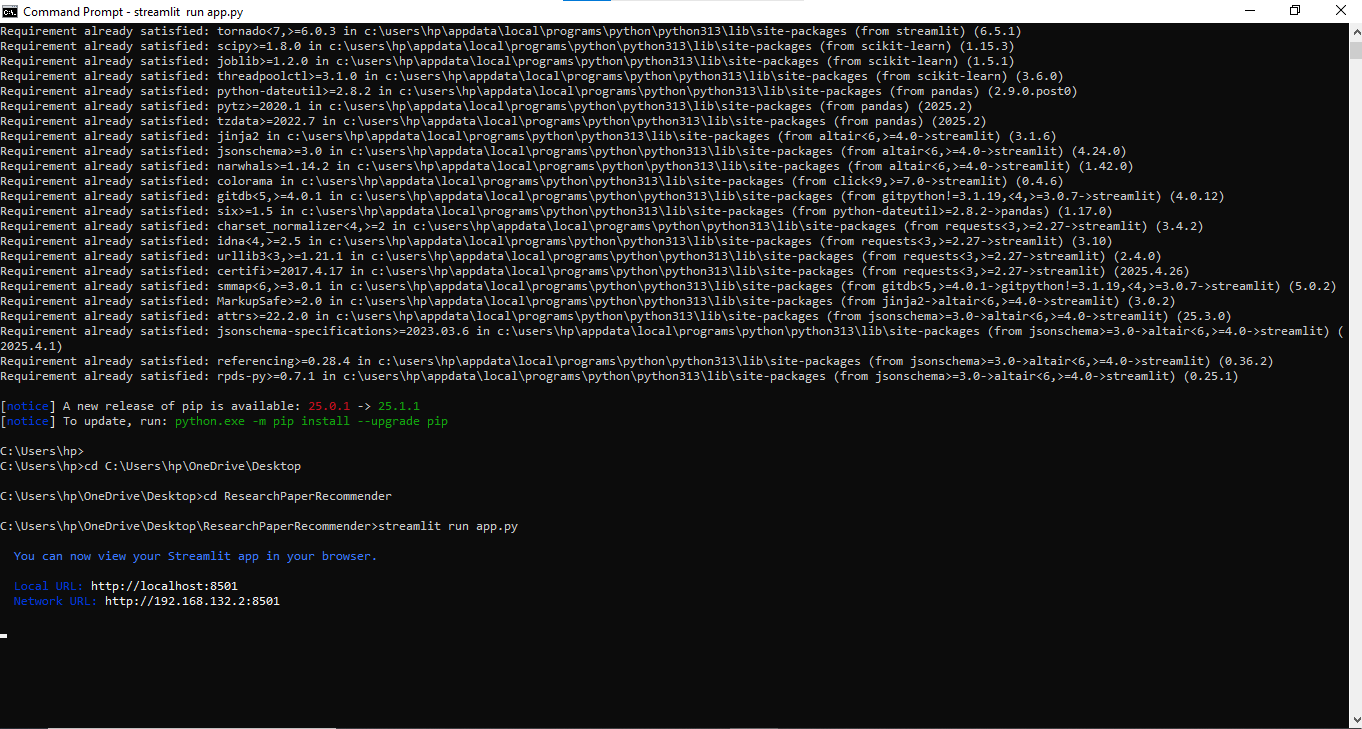 Command Prompt - streamlit  run app.py
Requirement already satisfied: tornado<7,>=6.0.3 in c:\users\hp\appdata\local\programs\python\python313\lib\site-packages (from streamlit) (6.5.1)
Requirement already satisfied: scipy>=1.8.0 in c:\users\hp\appdata\local\programs\python\python313\lib\site-packages (from scikit-learn) (1.15.3)
Requirement already satisfied: joblib>=1.2.0 in c:\users\hp\appdata\local\programs\python\python313\lib\site-packages (from scikit-learn) (1.5.1)
Requirement already satisfied: threadpoolctl>=3.1.0 in c:\users\hp\appdata\local\programs\python\python313\lib\site-packages (from scikit-learn) (3.6.0)
Requirement already satisfied: python-dateutil>=2.8.2 in c:\users\hp\appdata\local\programs\python\python313\lib\site-packages (from pandas) (2.9.0.post0)
Requirement already satisfied: pytz>=2020.1 in c:\users\hp\appdata\local\programs\python\python313\lib\site-packages (from pandas) (2025.2)
Requirement already satisfied: tzdata>=2022.7 in c:\users\hp\appdata\local\programs\python\python313\lib\site-packages (from pandas) (2025.2)
Requirement already satisfied: jinja2 in c:\users\hp\appdata\local\programs\python\python313\lib\site-packages (from altair<6,>=4.0->streamlit) (3.1.6)
Requirement already satisfied: jsonschema>=3.0 in c:\users\hp\appdata\local\programs\python\python313\lib\site-packages (from altair<6,>=4.0->streamlit) (4.24.0)
Requirement already satisfied: narwhals>=1.14.2 in c:\users\hp\appdata\local\programs\python\python313\lib\site-packages (from altair<6,>=4.0->streamlit) (1.42.0)
Requirement already satisfied: colorama in c:\users\hp\appdata\local\programs\python\python313\lib\site-packages (from click<9,>=7.0->streamlit) (0.4.6)
Requirement already satisfied: gitdb<5,>=4.0.1 in c:\users\hp\appdata\local\programs\python\python313\lib\site-packages (from gitpython!=3.1.19,<4,>=3.0.7->streamlit) (4.0.12)
Requirement already satisfied: six>=1.5 in c:\users\hp\appdata\local\programs\python\python313\lib\site-packages (from python-dateutil>=2.8.2->pandas) (1.17.0)
Requirement already satisfied: charset_normalizer<4,>=2 in c:\users\hp\appdata\local\programs\python\python313\lib\site-packages (from requests<3,>=2.27->streamlit) (3.4.2)
Requirement already satisfied: idna<4,>=2.5 in c:\users\hp\appdata\local\programs\python\python313\lib\site-packages (from requests<3,>=2.27->streamlit) (3.10)
Requirement already satisfied: urllib3<3,>=1.21.1 in c:\users\hp\appdata\local\programs\python\python313\lib\site-packages (from requests<3,>=2.27->streamlit) (2.4.0)
Requirement already satisfied: certifi>=2017.4.17 in c:\users\hp\appdata\local\programs\python\python313\lib\site-packages (from requests<3,>=2.27->streamlit) (2025.4.26)
Requirement already satisfied: smmap<6,>=3.0.1 in c:\users\hp\appdata\local\programs\python\python313\lib\site-packages (from gitdb<5,>=4.0.1->gitpython!=3.1.19,<4,>=3.0.7->streamlit) (5.0.2)
Requirement already satisfied: MarkupSafe>=2.0 in c:\users\hp\appdata\local\programs\python\python313\lib\site-packages (from jinja2->altair<6,>=4.0->streamlit) (3.0.2)
Requirement already satisfied: attrs>=22.2.0 in c:\users\hp\appdata\local\programs\python\python313\lib\site-packages (from jsonschema>=3.0->altair<6,>=4.0->streamlit) (25.3.0)
Requirement already satisfied: jsonschema-specifications>=2023.03.6 in c:\users\hp\appdata\local\programs\python\python313\lib\site-packages (from jsonschema>=3.0->altair<6,>=4.0->streamlit) (
2025.4.1)
Requirement already satisfied: referencing>=0.28.4 in c:\users\hp\appdata\local\programs\python\python313\lib\site-packages (from jsonschema>=3.0->altair<6,>=4.0->streamlit) (0.36.2)
Requirement already satisfied: rpds-py>=0.7.1 in c:\users\hp\appdata\local\programs\python\python313\lib\site-packages (from jsonschema>=3.0->altair<6,>=4.0->streamlit) (0.25.1)
[notice] A new release of pip is available: 25.0.1 -> 25.1.1
[notice] To update, run: python.exe -m pip install --upgrade pip
C:\Users\hp>
C:\Users\hp>cd C:\Users\hp\OneDrive\Desktop
C:\Users\hp\OneDrive\Desktop>cd ResearchPaperRecommender
C:\Users\hp\OneDrive\Desktop\ResearchPaperRecommender>streamlit run app.py
You can now view your Streamlit app in your browser.
Local URL: http://localhost:8501
Network URL: http://192.168.132.2:8501